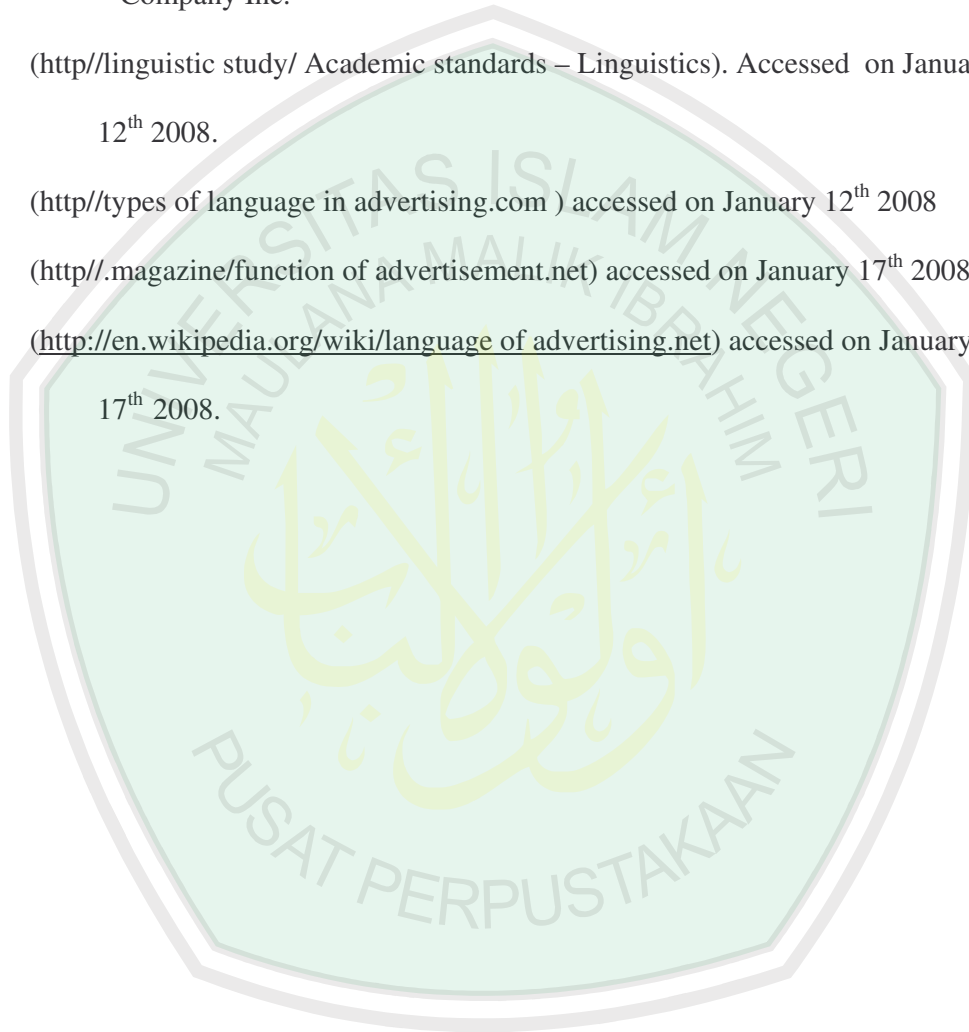 Company Inc.
(http//linguistic study/ Academic standards – Linguistics). Accessed on Janua
12th 2008.
(http//types of language in advertising.com ) accessed on January 12th 2008
(http//.magazine/function of advertisement.net) accessed on January 17th 2008
(http://en.wikipedia.org/wiki/language of advertising.net) accessed on January
17th 2008.
UNIVERSITAS ISLAM NEGERI
MAULANA MALIK IBRAHIM
أولوا الألباب
PUSAT PERPUSTAKAAN